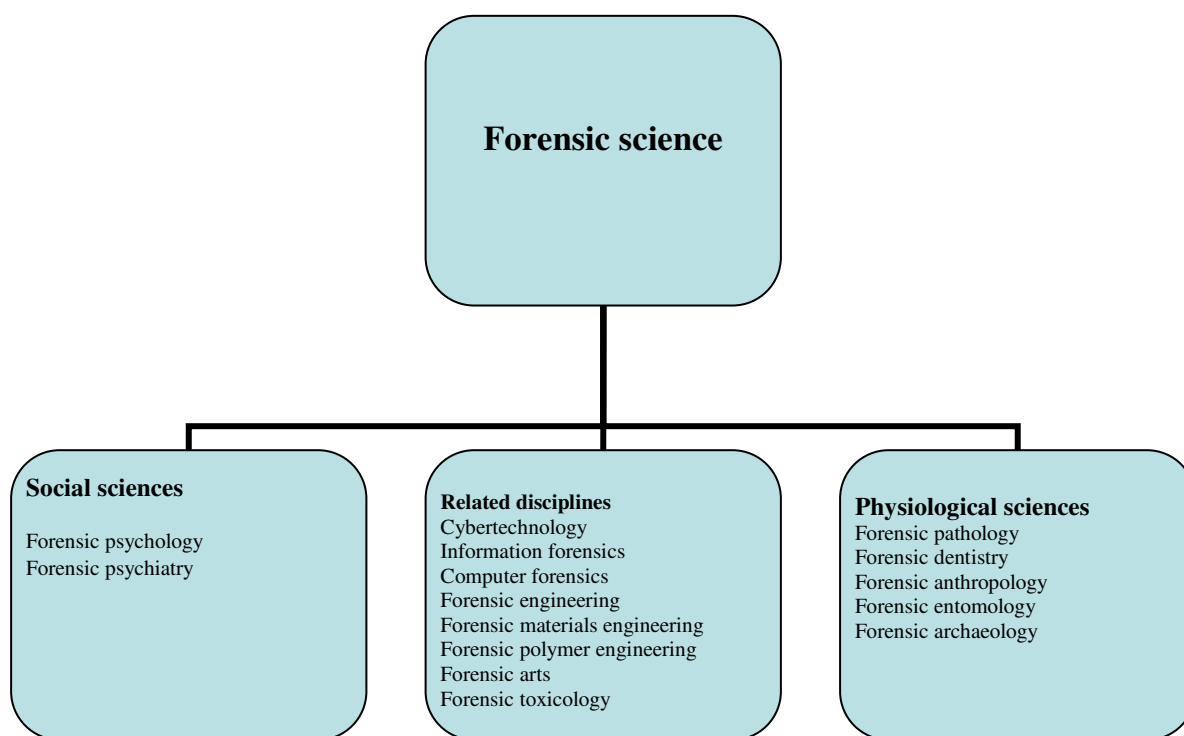 Forensic science
Social sciences
Forensic psychology
Forensic psychiatry
Related disciplines
Cybertechnology
Information forensics
Computer forensics
Forensic engineering
Forensic materials engineering
Forensic polymer engineering
Forensic arts
Forensic toxicology
Physiological sciences
Forensic pathology
Forensic dentistry
Forensic anthropology
Forensic entomology
Forensic archaeology